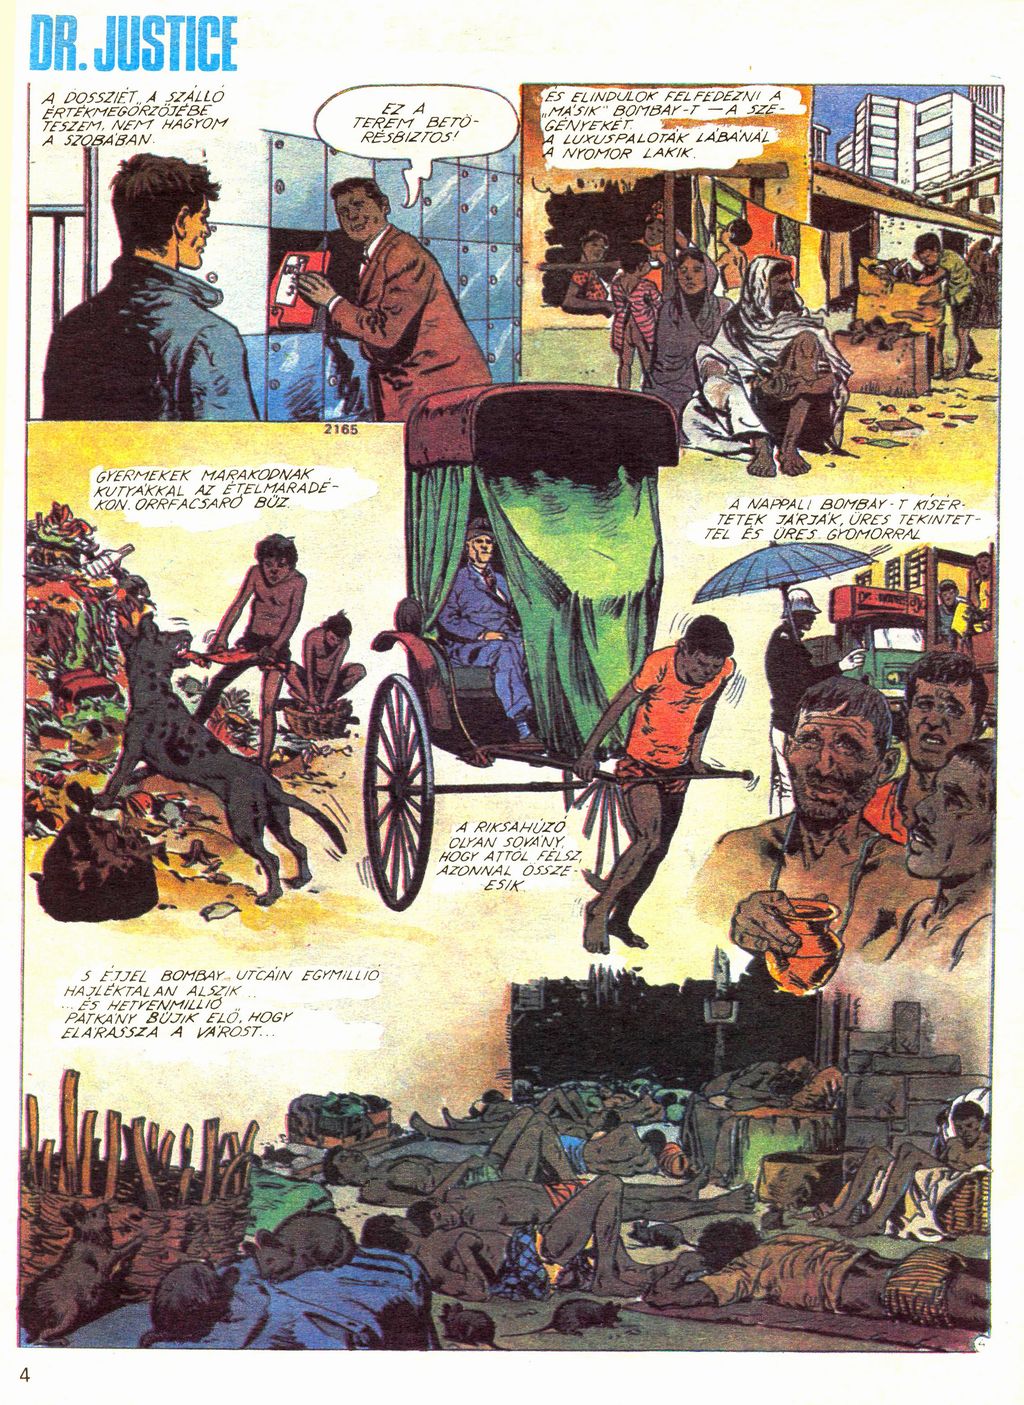 DR. JUSTICE
A DOSSZIÉT A SZÁLLÓ
ÉRTÉKMEGŐRZŐJÉBE
TESZEM, NEM HAGYOM
A SZOBÁBAN.
EZ A
TEREM BETÖ-
RÉSBIZTOS!
ÉS ELINDULOK FELFEDEZNI A
„MÁSIK" BOMBAY-T — A SZE-
GÉNYEKÉT.
A LUXUSPALOTÁK LÁBÁNÁL
A NYOMOR LAKIK.
2165
GYERMEKEK MARAKODNAK
KUTYÁKKAL AZ ÉTELMARADÉ-
KON. ORRFACSARÓ BŰZ.
A NAPPALI BOMBAY-T KÍSÉR-
TETEK JÁRJÁK, ÜRES TEKINTET-
TEL ÉS ÜRES GYOMORRAL
A RIKSAHÚZÓ
OLYAN SOVÁNY,
HOGY ATTÓL FÉLSZ,
AZONNAL ÖSSZE-
ESIK.
S ÉJJEL BOMBAY UTCÁIN EGYMILLIÓ
HAJLÉKTALAN ALSZIK...
...ÉS HETVENMILLIÓ
PATKÁNY BÚJIK ELŐ, HOGY
ELÁRASSZA A VÁROST...
4
4